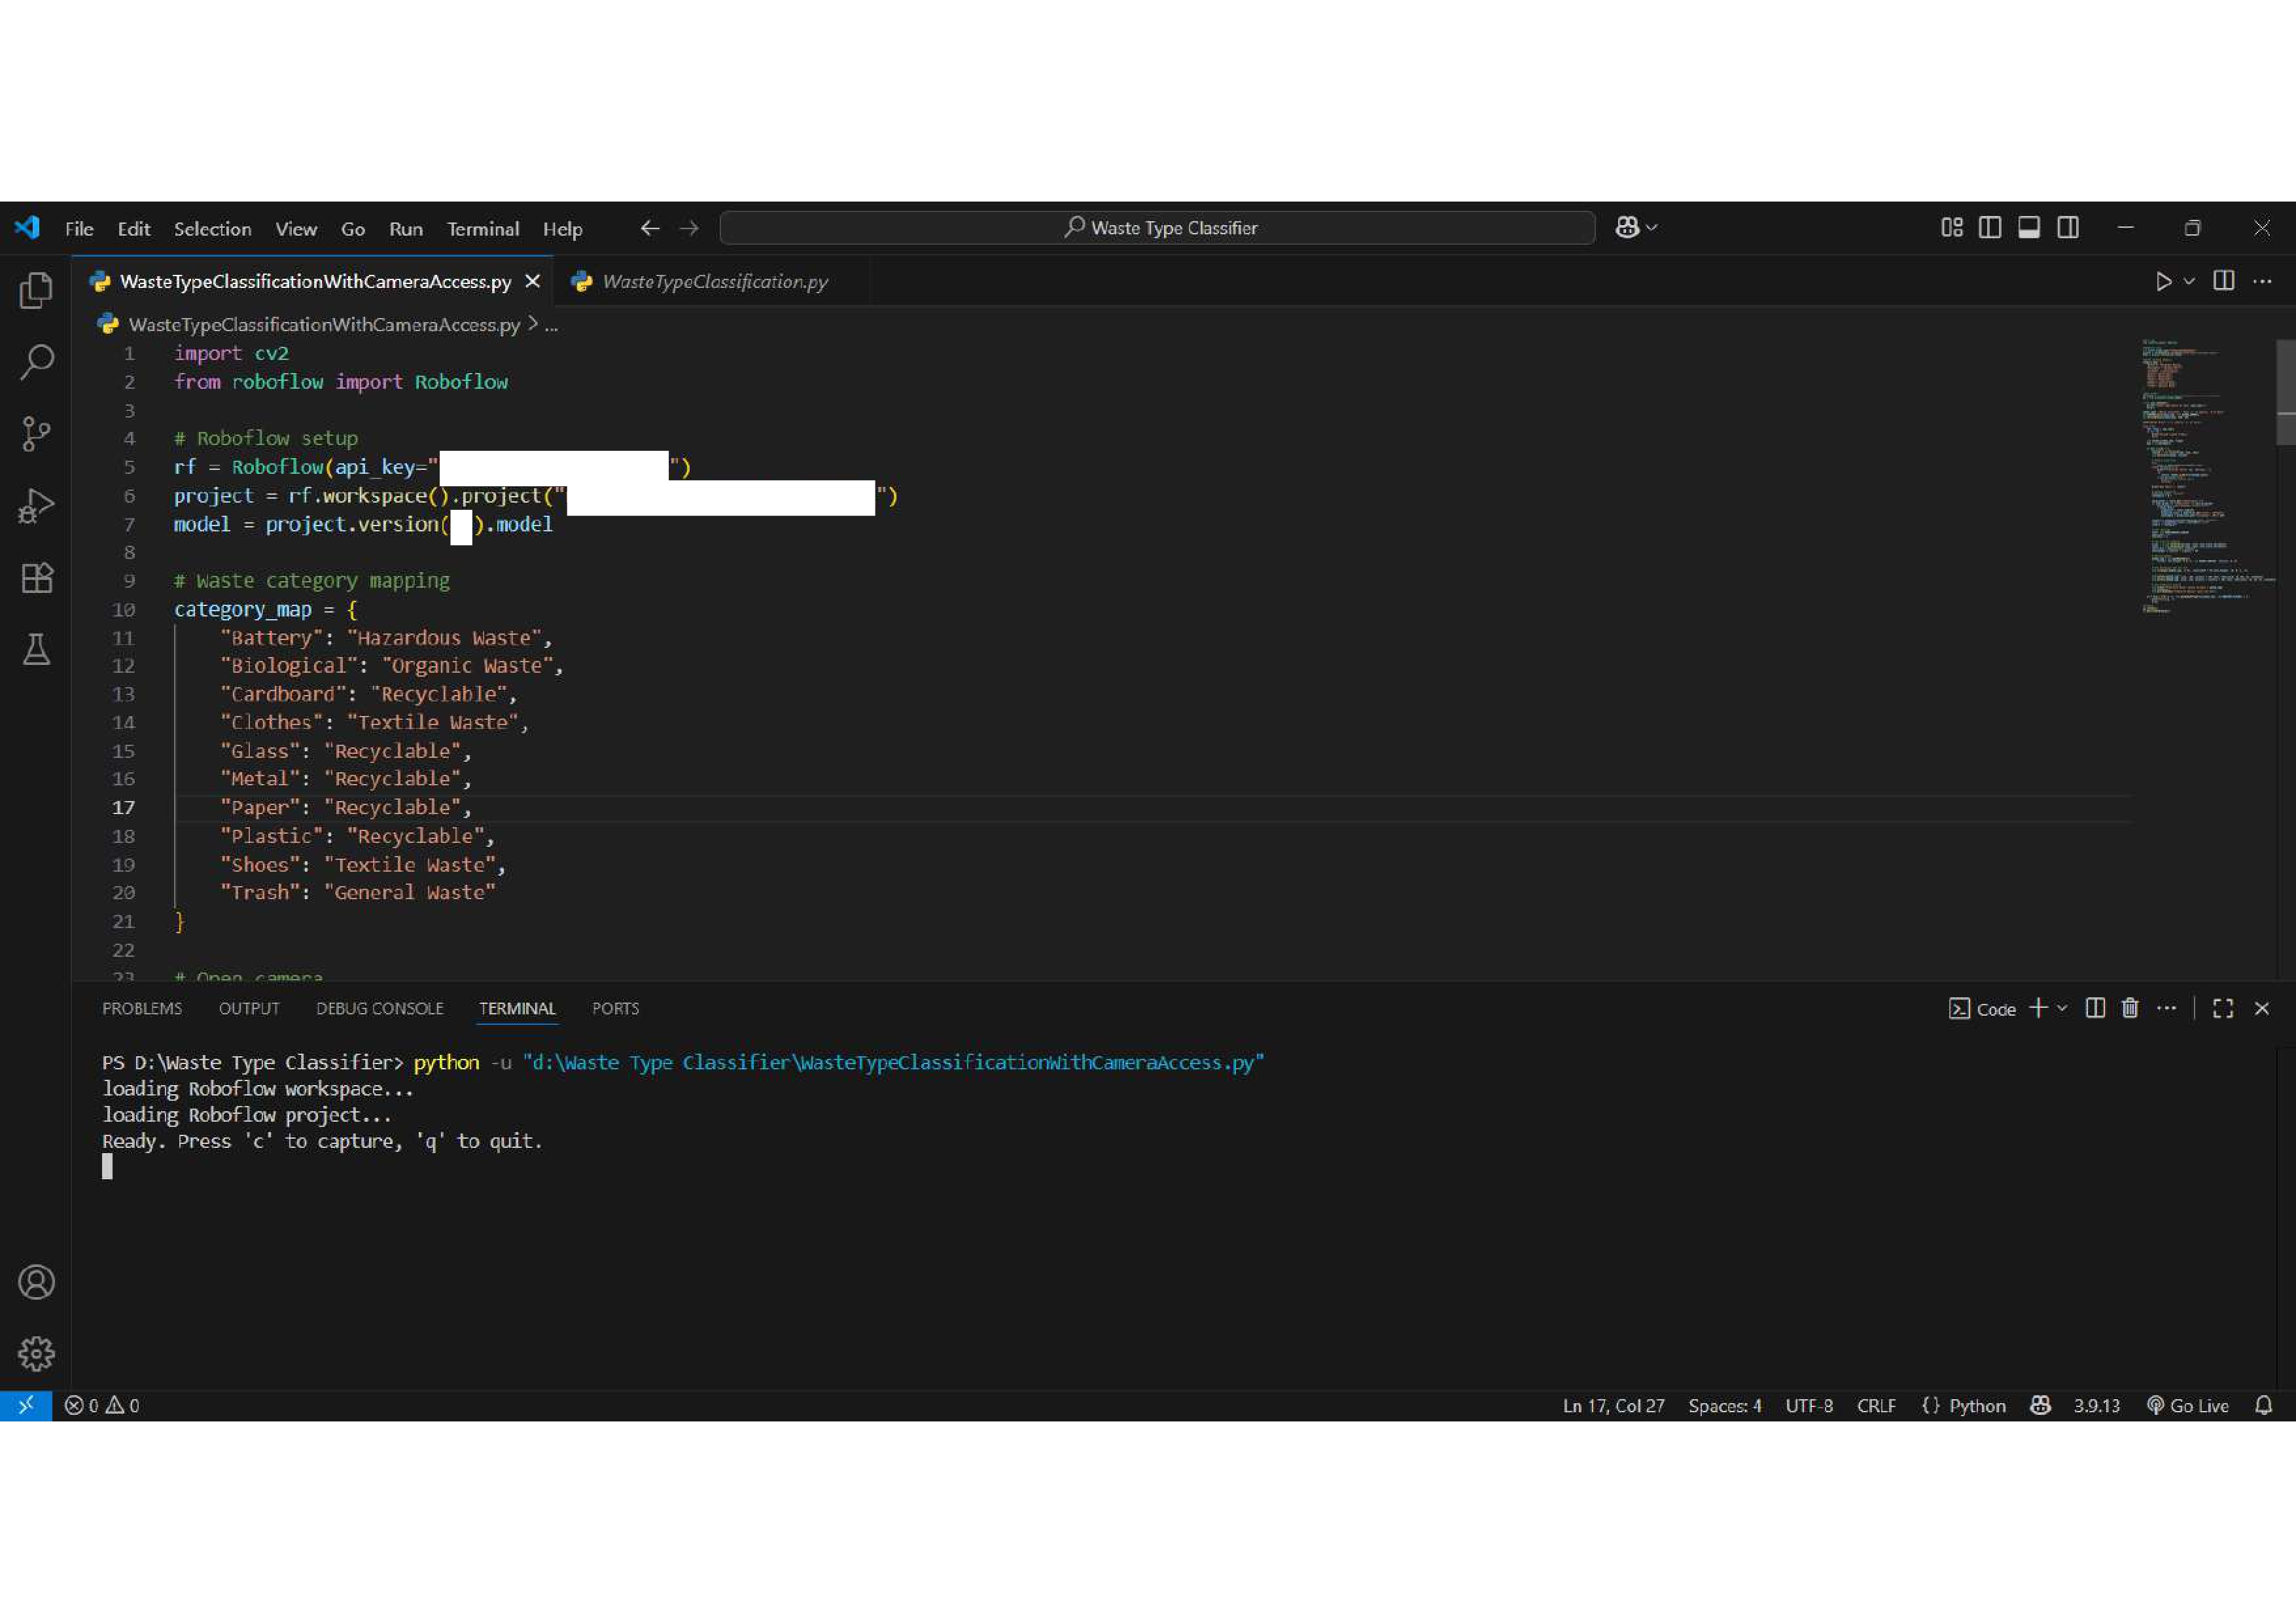 File Edit Selection View Go Run Terminal Help Waste Type Classifier
WasteTypeClassificationWithCameraAccess.py WasteTypeClassification.py
WasteTypeClassificationWithCameraAccess.py > ...
1 import cv2
2 from roboflow import Roboflow
3
4 # Roboflow setup
5 rf = Roboflow(api_key="")
6 project = rf.workspace().project("")
7 model = project.version().model
8
9 # Waste category mapping
10 category_map = {
11 "Battery": "Hazardous Waste",
12 "Biological": "Organic Waste",
13 "Cardboard": "Recyclable",
14 "Clothes": "Textile Waste",
15 "Glass": "Recyclable",
16 "Metal": "Recyclable",
17 "Paper": "Recyclable",
18 "Plastic": "Recyclable",
19 "Shoes": "Textile Waste",
20 "Trash": "General Waste"
21 }
22
23 # Open camera
PROBLEMS OUTPUT DEBUG CONSOLE TERMINAL PORTS Code
PS D:\Waste Type Classifier> python -u "d:\Waste Type Classifier\WasteTypeClassificationWithCameraAccess.py"
loading Roboflow workspace...
loading Roboflow project...
Ready. Press 'c' to capture, 'q' to quit.
0 0 Ln 17, Col 27 Spaces: 4 UTF-8 CRLF {} Python 3.9.13 Go Live